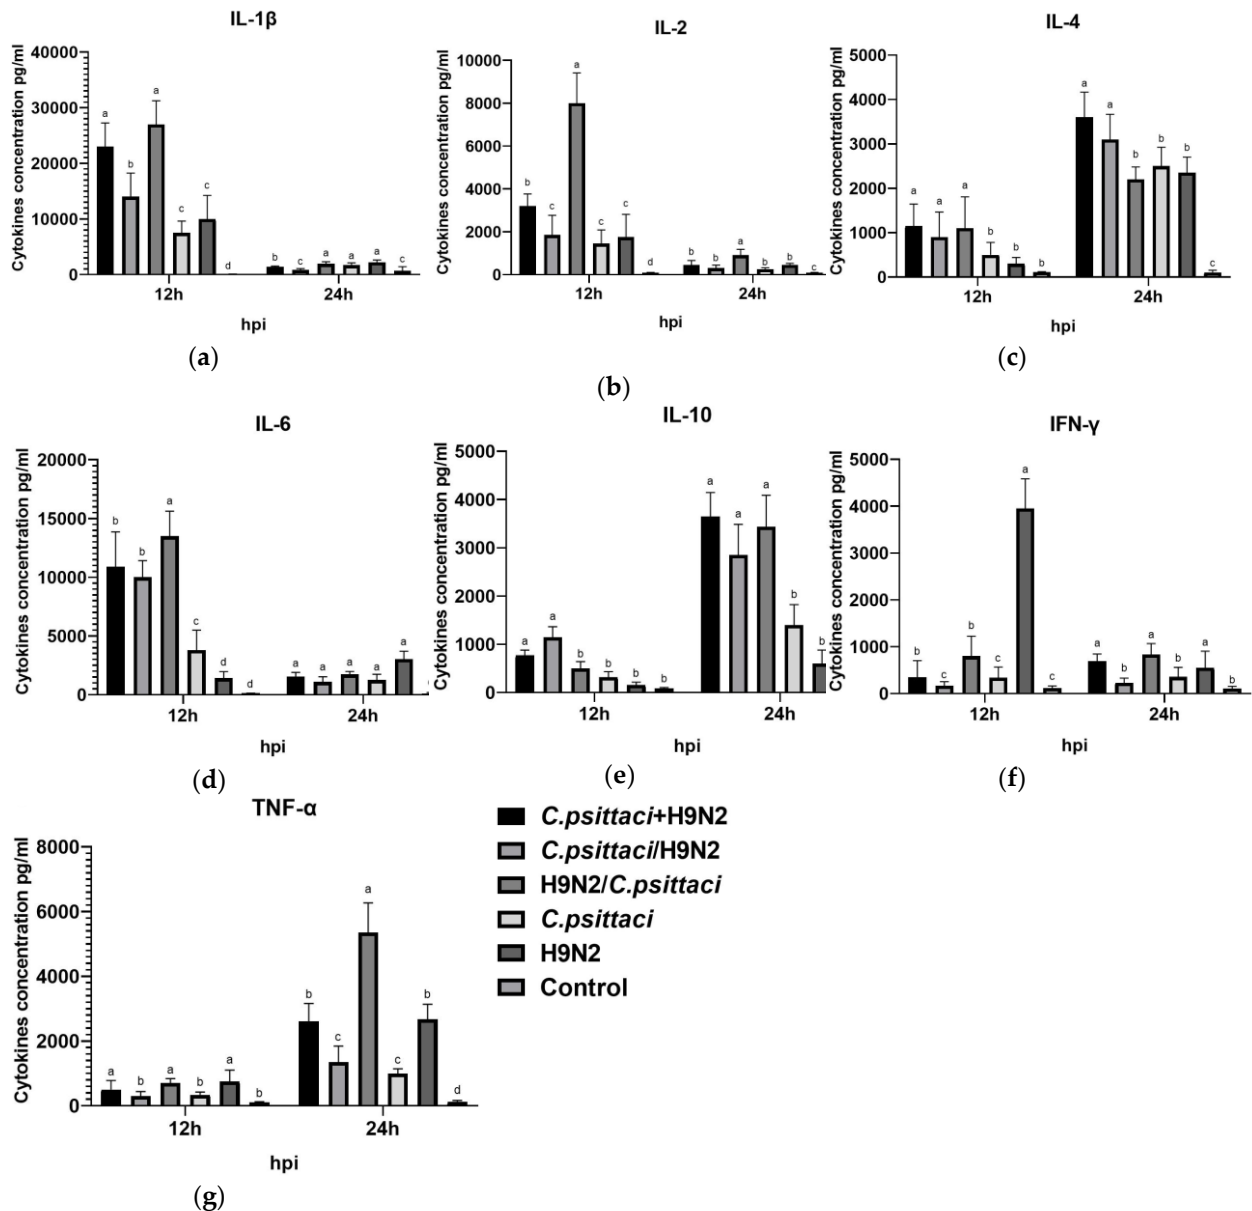 IL-1β
Cytokines concentration pg/ml
40000
30000
20000
10000
0
a
b
a
c
c
d
b
c
a
a
a
c
12h
24h
hpi
(a)
IL-2
Cytokines concentration pg/ml
10000
8000
6000
4000
2000
0
b
c
a
c
c
d
b
b
a
b
b
c
12h
24h
hpi
(b)
IL-4
Cytokines concentration pg/ml
5000
4000
3000
2000
1000
0
a
a
a
b
b
b
a
a
b
b
b
c
12h
24h
hpi
(c)
IL-6
Cytokines concentration pg/ml
20000
15000
10000
5000
0
b
b
a
c
d
d
a
a
a
a
a
12h
24h
hpi
(d)
IL-10
Cytokines concentration pg/ml
5000
4000
3000
2000
1000
0
a
a
b
b
b
b
a
a
a
b
b
12h
24h
hpi
(e)
IFN-γ
Cytokines concentration pg/ml
5000
4000
3000
2000
1000
0
b
c
b
c
a
c
a
b
a
b
a
b
12h
24h
hpi
(f)
TNF-α
Cytokines concentration pg/ml
8000
6000
4000
2000
0
a
b
a
b
a
b
b
c
a
c
b
d
12h
24h
hpi
(g)
C.psittaci+H9N2
C.psittaci/H9N2
H9N2/C.psittaci
C.psittaci
H9N2
Control